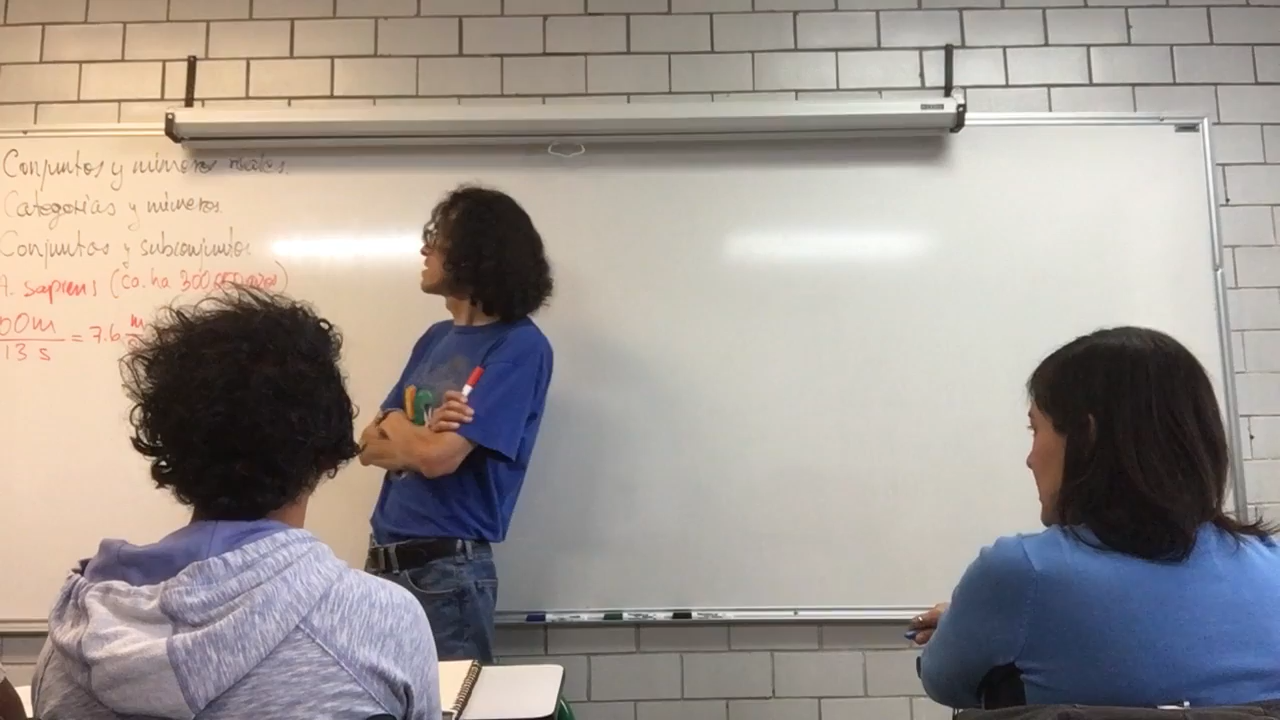 Conjuntos y números reales.
Categorías y números.
Conjuntos y subconjuntos
sapiens (ca. ha 300,000 años)
00m
13 s
= 7.6 m